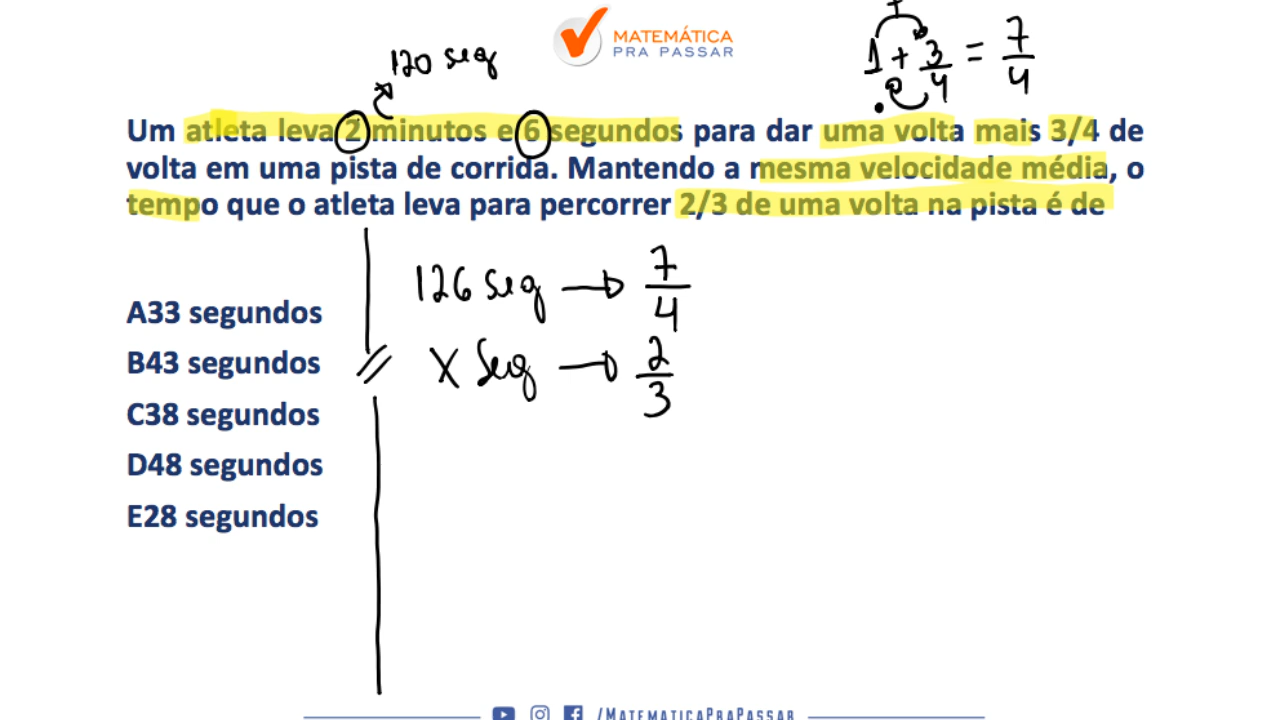 MATEMÁTICA
PRA PASSAR
120 seg
1 + 3/4 = 7/4
Um atleta leva 2 minutos e 6 segundos para dar uma volta mais 3/4 de
volta em uma pista de corrida. Mantendo a mesma velocidade média, o
tempo que o atleta leva para percorrer 2/3 de uma volta na pista é de
126 seg → 7/4
x seg → 2/3
A33 segundos
B43 segundos
C38 segundos
D48 segundos
E28 segundos
/MATEMATICAPRAPASSAR